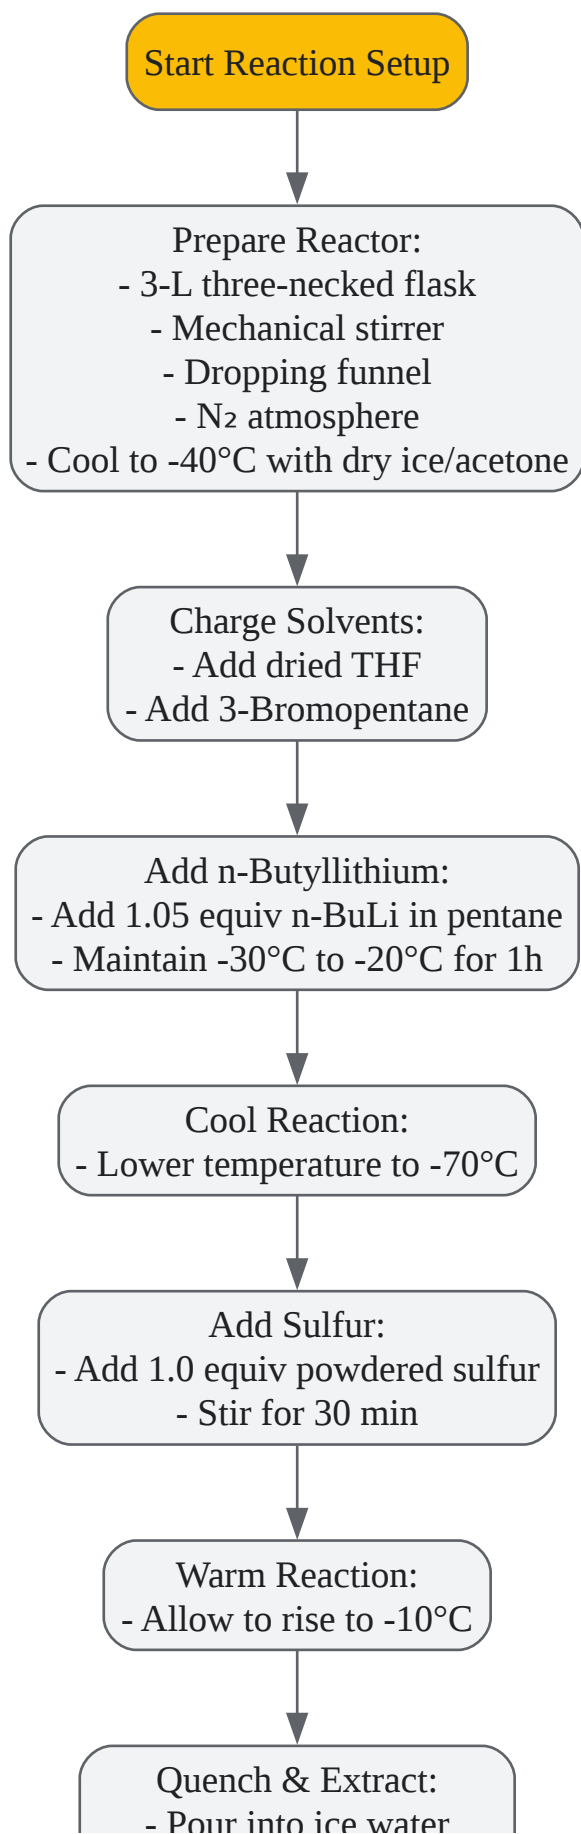 Start Reaction Setup
Prepare Reactor:
- 3-L three-necked flask
- Mechanical stirrer
- Dropping funnel
- N₂ atmosphere
- Cool to -40°C with dry ice/acetone
Charge Solvents:
- Add dried THF
- Add 3-Bromopentane
Add n-Butyllithium:
- Add 1.05 equiv n-BuLi in pentane
- Maintain -30°C to -20°C for 1h
Cool Reaction:
- Lower temperature to -70°C
Add Sulfur:
- Add 1.0 equiv powdered sulfur
- Stir for 30 min
Warm Reaction:
- Allow to rise to -10°C
Quench & Extract:
- Pour into ice water